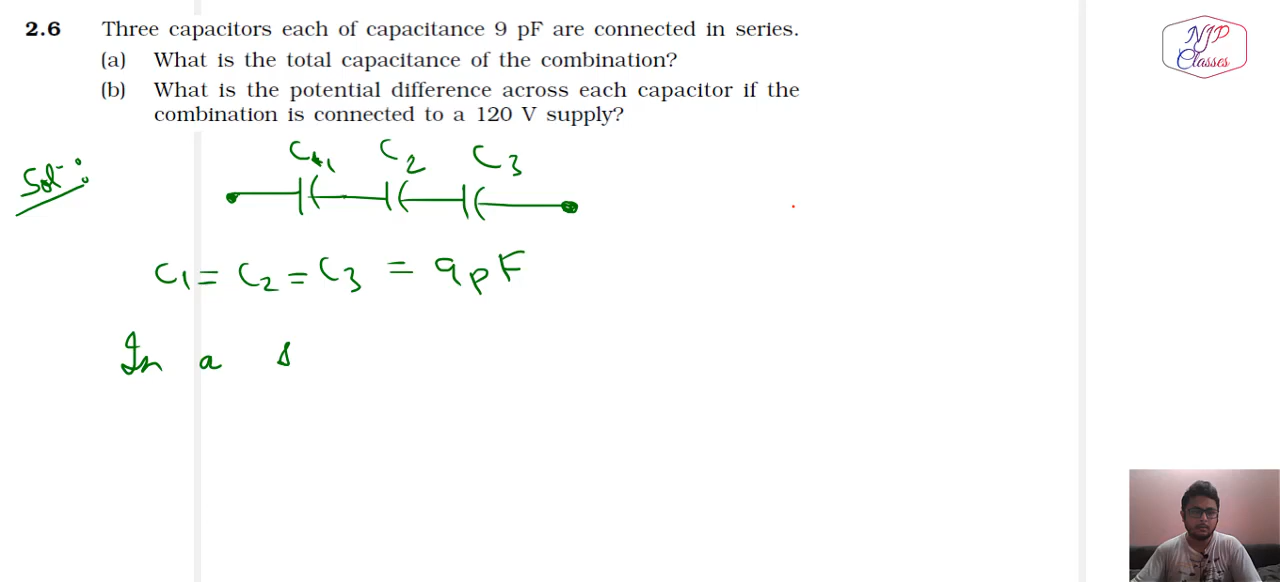 2.6 Three capacitors each of capacitance 9 pF are connected in series.
(a) What is the total capacitance of the combination?
(b) What is the potential difference across each capacitor if the
combination is connected to a 120 V supply?
NJP
Classes
Sol :
C1 C2 C3
C1 = C2 = C3 = 9pF
In a s